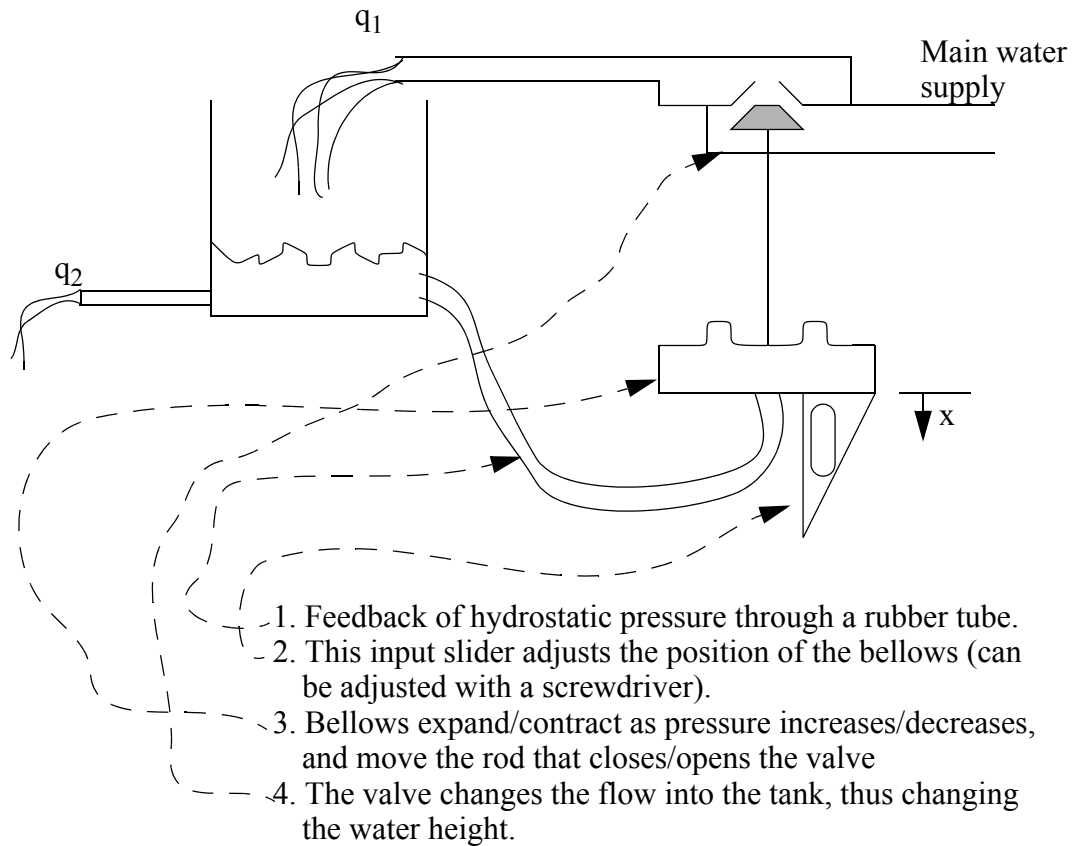 q1
Main water
supply
q2
x
1. Feedback of hydrostatic pressure through a rubber tube.
2. This input slider adjusts the position of the bellows (can
be adjusted with a screwdriver).
3. Bellows expand/contract as pressure increases/decreases,
and move the rod that closes/opens the valve
4. The valve changes the flow into the tank, thus changing
the water height.